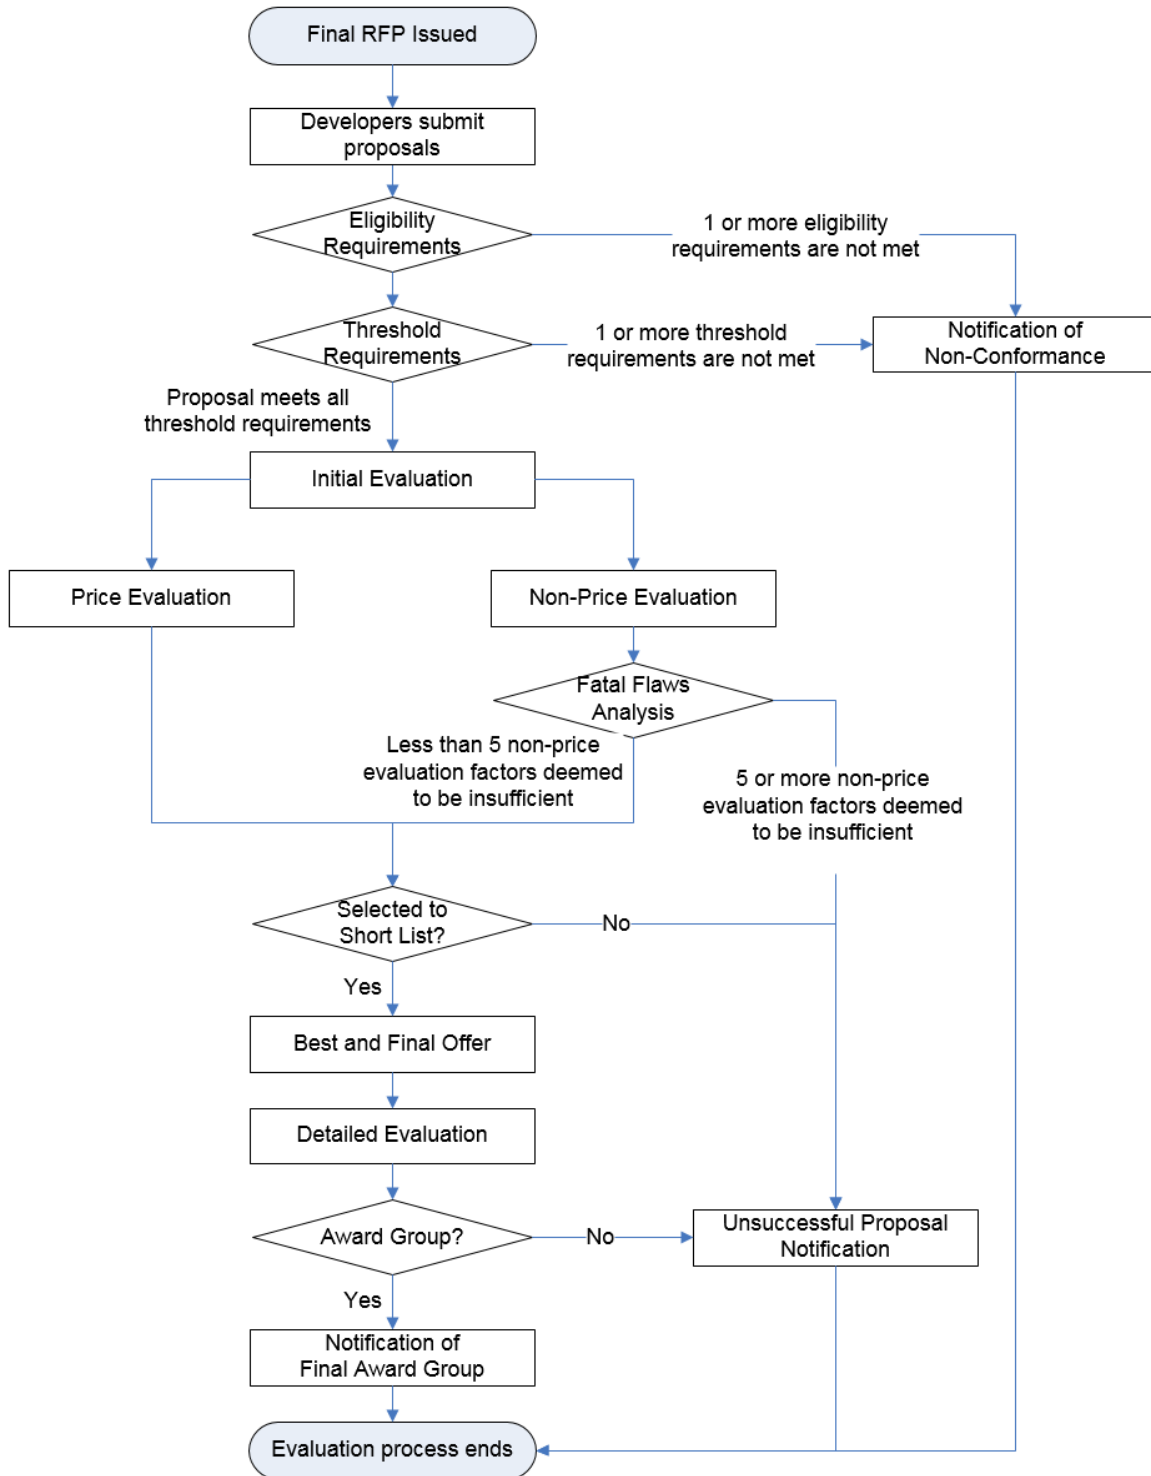 Final RFP Issued
Developers submit
proposals
Eligibility
Requirements
1 or more eligibility
requirements are not met
Threshold
Requirements
1 or more threshold
requirements are not met
Notification of
Non-Conformance
Proposal meets all
threshold requirements
Initial Evaluation
Price Evaluation
Non-Price Evaluation
Fatal Flaws
Analysis
Less than 5 non-price
evaluation factors deemed
to be insufficient
5 or more non-price
evaluation factors deemed
to be insufficient
Selected to
Short List?
No
Yes
Best and Final Offer
Detailed Evaluation
Award Group?
No
Unsuccessful Proposal
Notification
Yes
Notification of
Final Award Group
Evaluation process ends